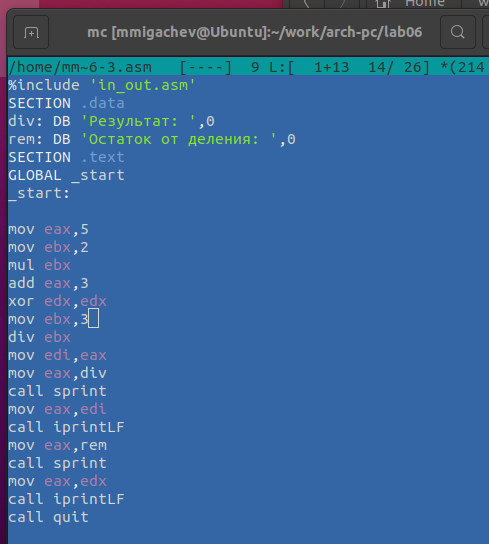 Home
mc [mmigachev@Ubuntu]:~/work/arch-pc/lab06
/home/mm~6-3.asm   [----]  9 L:[  1+13  14/ 26] *(214
%include 'in_out.asm'
SECTION .data
div: DB 'Результат: ',0
rem: DB 'Остаток от деления: ',0
SECTION .text
GLOBAL _start
_start:

mov eax,5
mov ebx,2
mul ebx
add eax,3
xor edx,edx
mov ebx,3
div ebx
mov edi,eax
mov eax,div
call sprint
mov eax,edi
call iprintLF
mov eax,rem
call sprint
mov eax,edx
call iprintLF
call quit